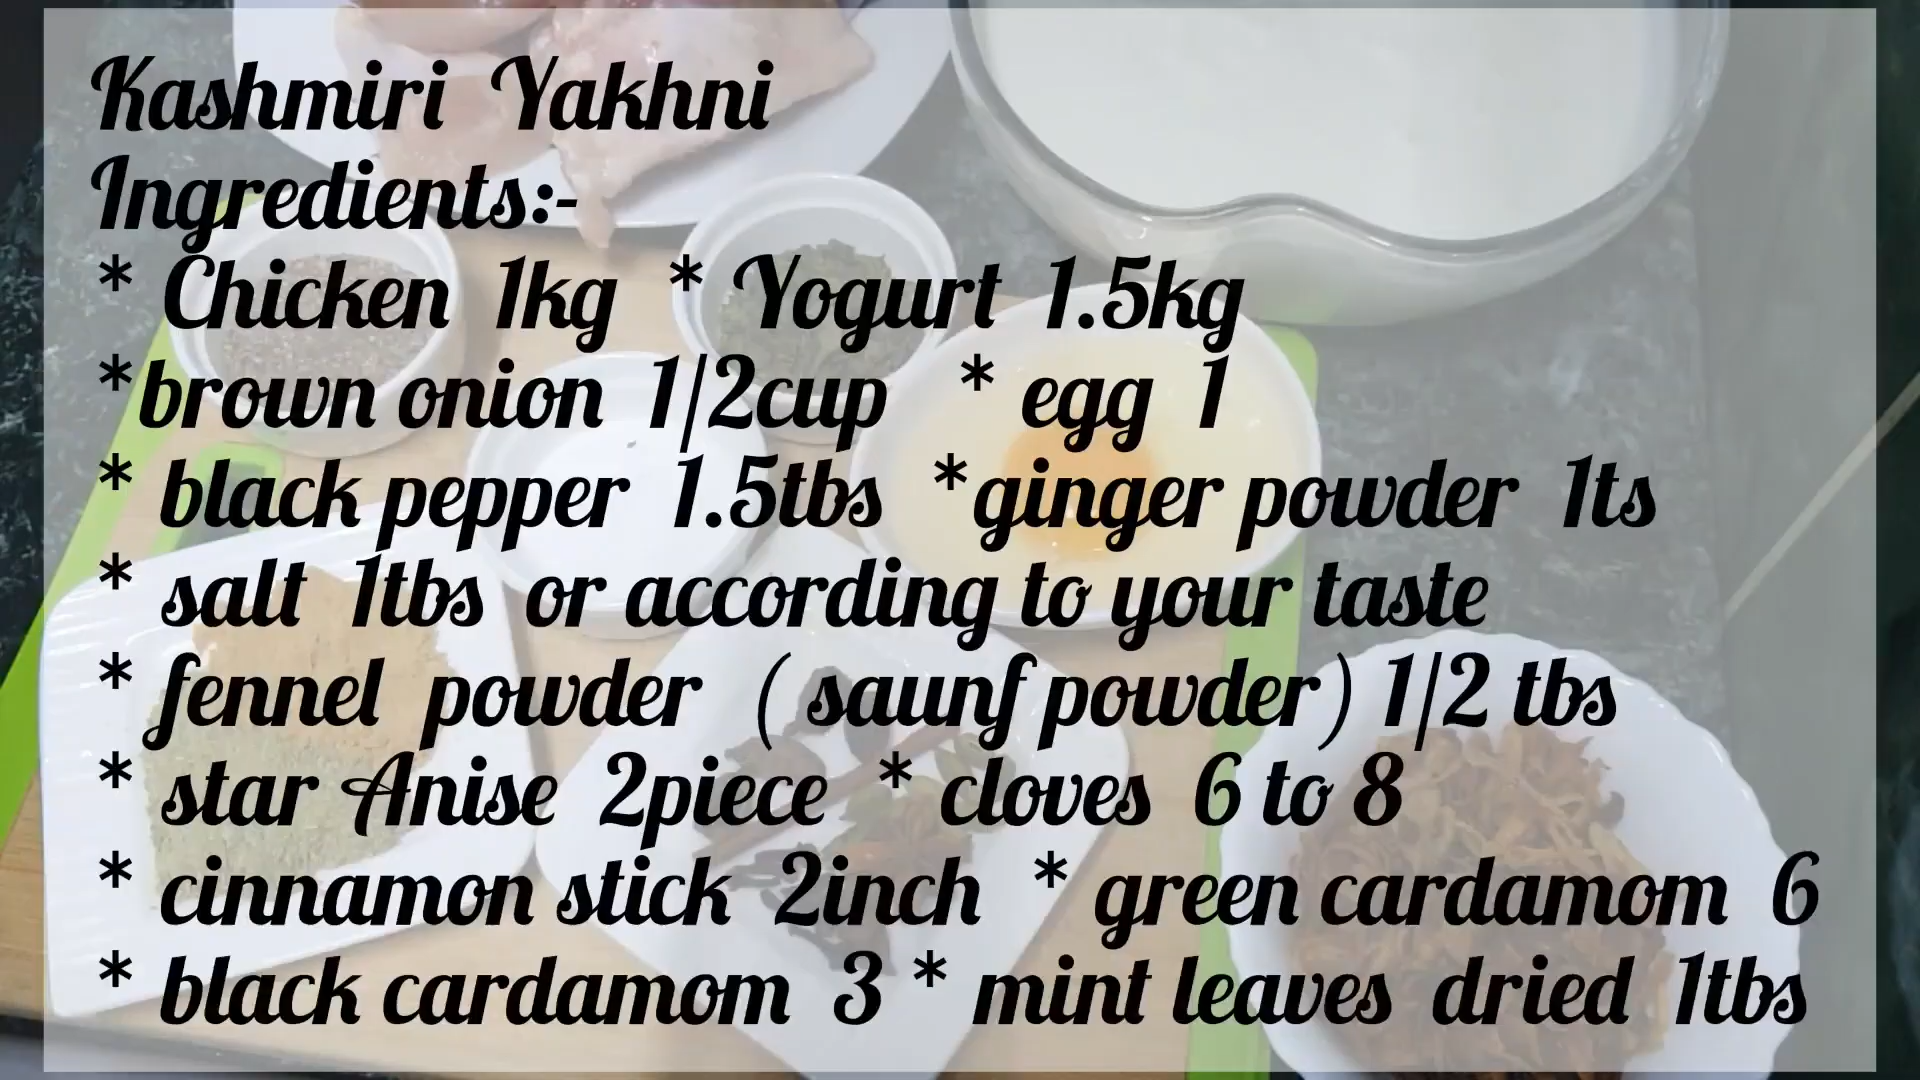 Kashmiri Yakhni
Ingredients:-
* Chicken 1kg * Yogurt 1.5kg
*brown onion 1/2cup * egg 1
* black pepper 1.5tbs *ginger powder 1ts
* salt 1tbs or according to your taste
* fennel powder ( saunf powder) 1/2 tbs
* star Anise 2piece * cloves 6 to 8
* cinnamon stick 2inch * green cardamom 6
* black cardamom 3 * mint leaves dried 1tbs